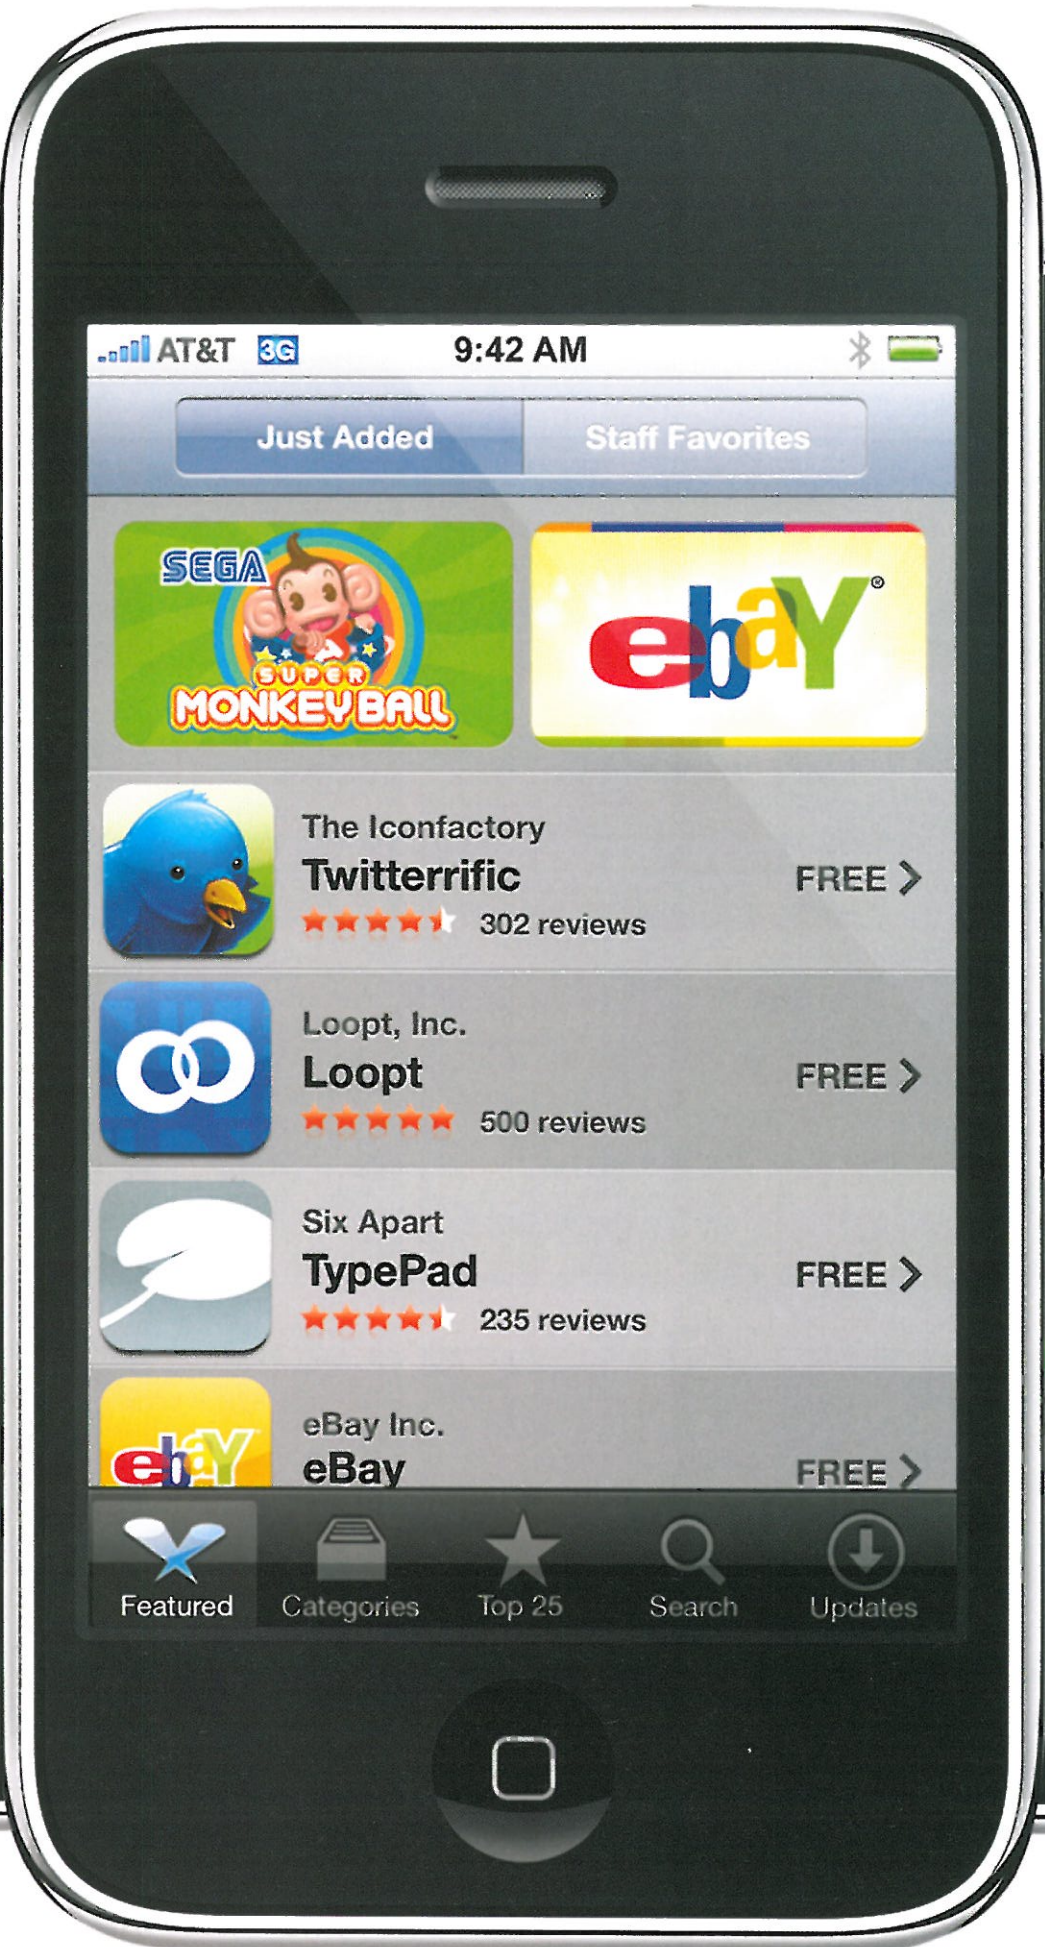 AT&T 3G 9:42 AM
Just Added Staff Favorites
SEGA
SUPER
MONKEY BALL
ebaY®
The Iconfactory
Twitterrific
FREE
302 reviews
Loopt, Inc.
Loopt
FREE
500 reviews
Six Apart
TypePad
FREE
235 reviews
eBay Inc.
ebaY
eBay
FREE
Featured Categories Top 25 Search Updates